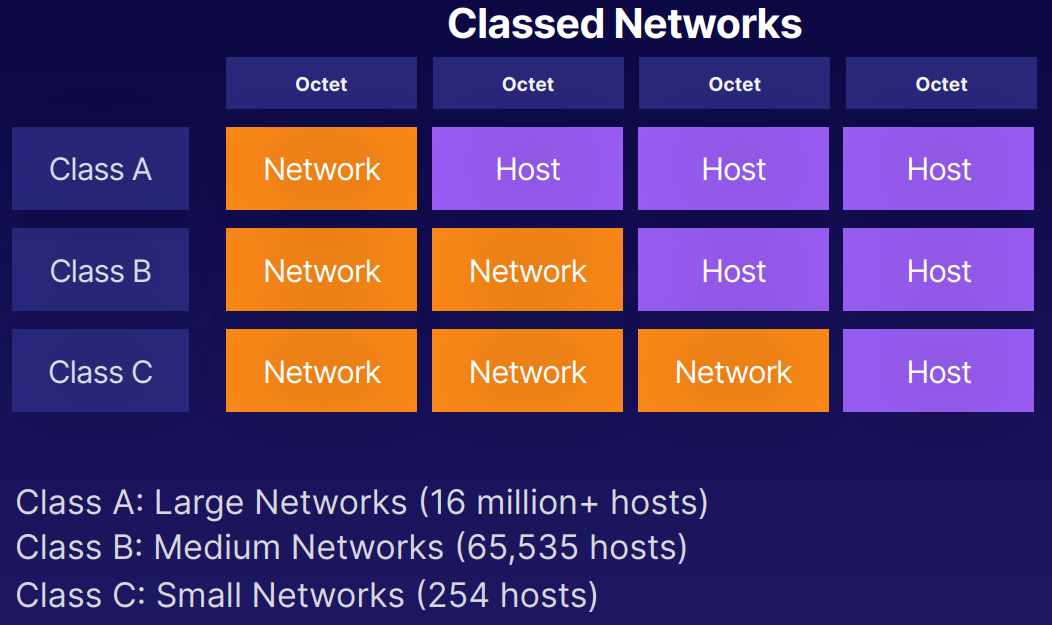 Classed Networks
Octet Octet Octet Octet
Class A Network Host Host Host
Class B Network Network Host Host
Class C Network Network Network Host
Class A: Large Networks (16 million+ hosts)
Class B: Medium Networks (65,535 hosts)
Class C: Small Networks (254 hosts)